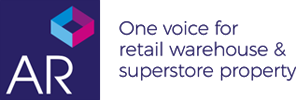 AR
One voice for
retail warehouse &
superstore property